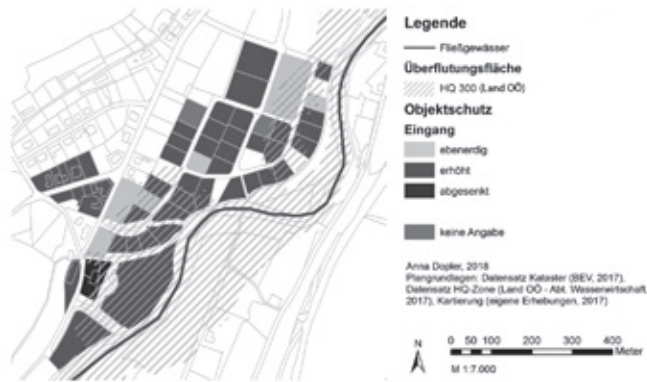 Legende
Fließgewässer
Überflutungsfläche
HQ 300 (Land OÖ)
Objektschutz
Eingang
ebenerdig
erhöht
abgesenkt
keine Angabe
Anna Dopler, 2018
Plangrundlagen: Datensatz Kataster (BEV, 2017),
Datensatz HQ-Zone (Land OÖ - Abt. Wasserwirtschaft,
2017), Kartierung (eigene Erhebungen, 2017)
N
0 50 100 200 300 400
Meter
M 1:7.000